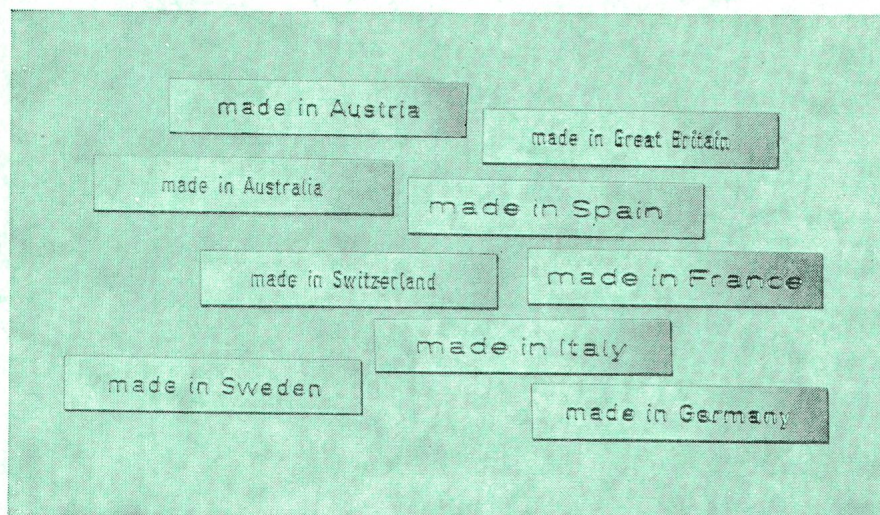 made in Austria
made in Great Britain
made in Australia
made in Spain
made in Switzerland
made in France
made in Italy
made in Sweden
made in Germany